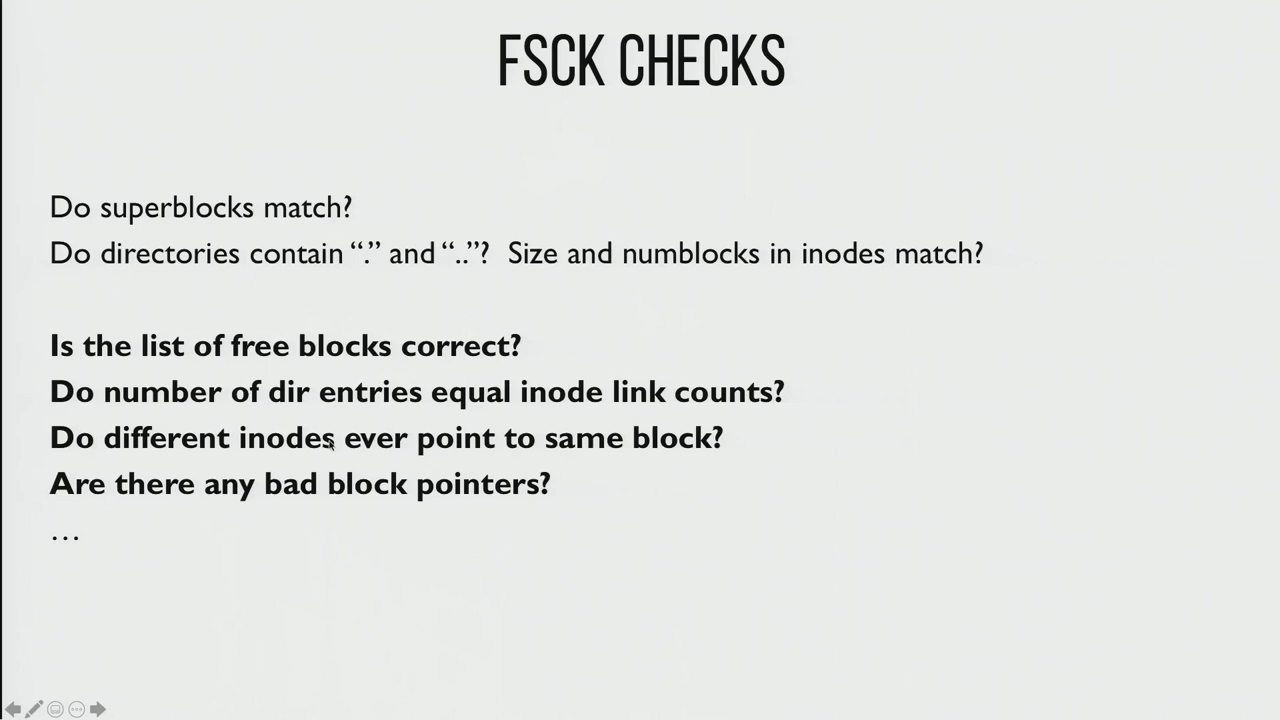 FSCK CHECKS
Do superblocks match?
Do directories contain “.” and “..”?  Size and numblocks in inodes match?
Is the list of free blocks correct?
Do number of dir entries equal inode link counts?
Do different inodes ever point to same block?
Are there any bad block pointers?
…